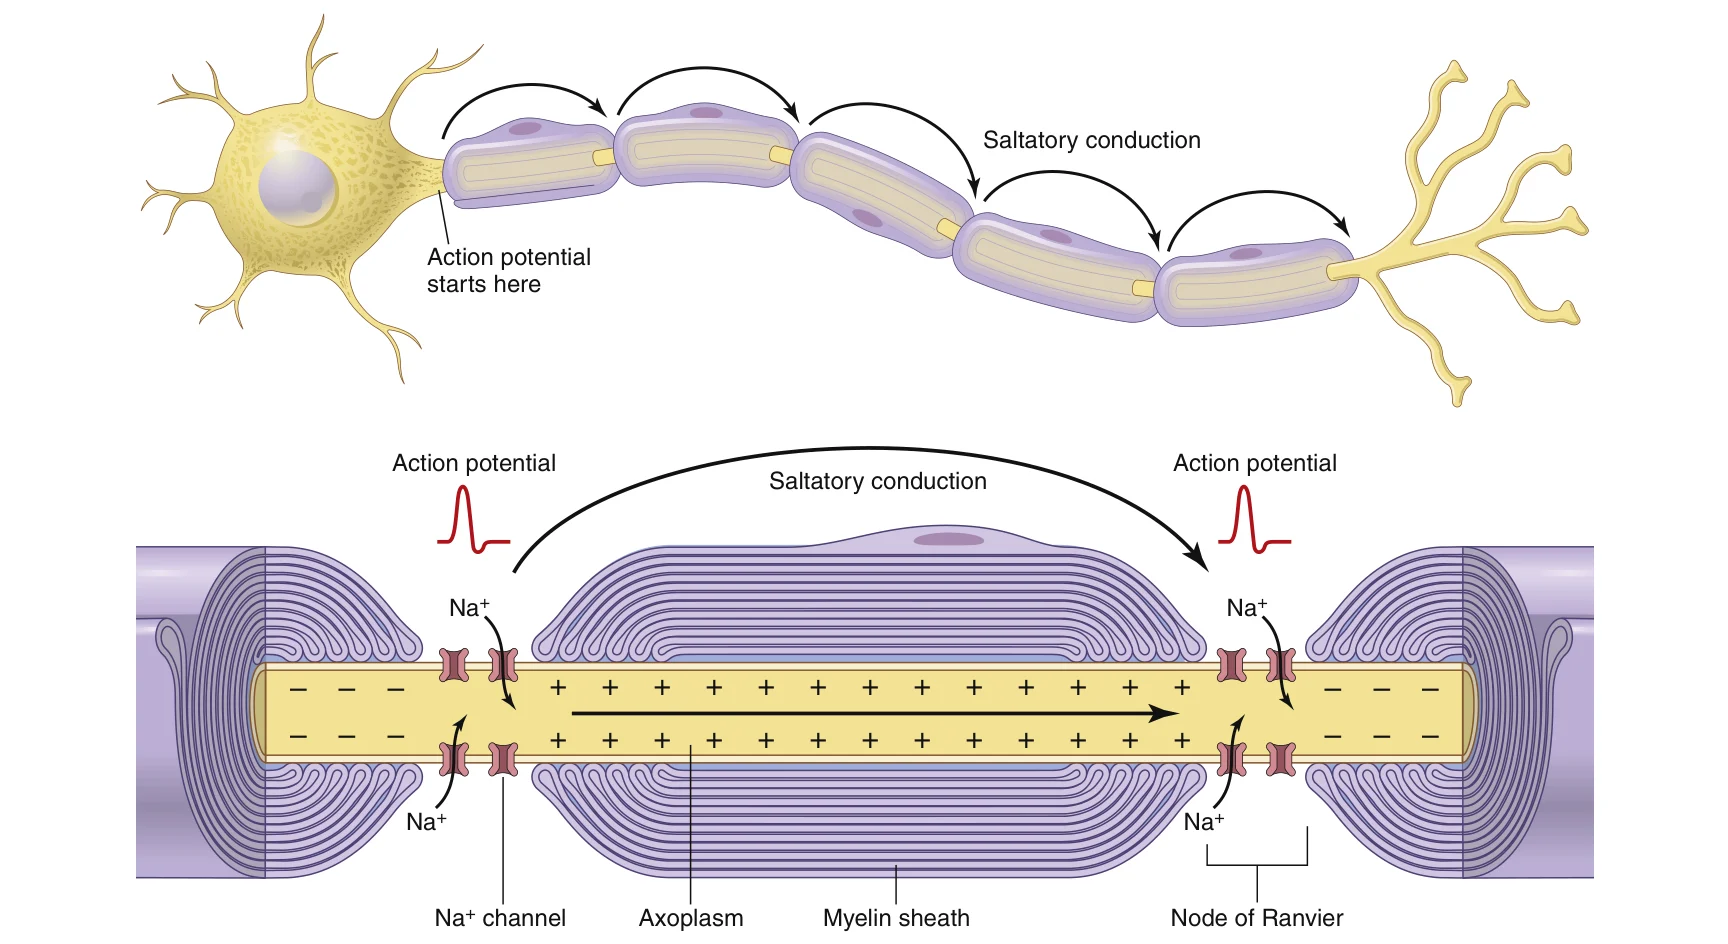 Saltatory conduction
Action potential
starts here
Action potential
Saltatory conduction
Action potential
Na⁺
Na⁺
+ + + + + + + + + + + + +
− − −
− − −
− − −
− − −
+ + + + + + + + + + + + +
Na⁺
Na⁺
Na⁺ channel
Axoplasm
Myelin sheath
Node of Ranvier